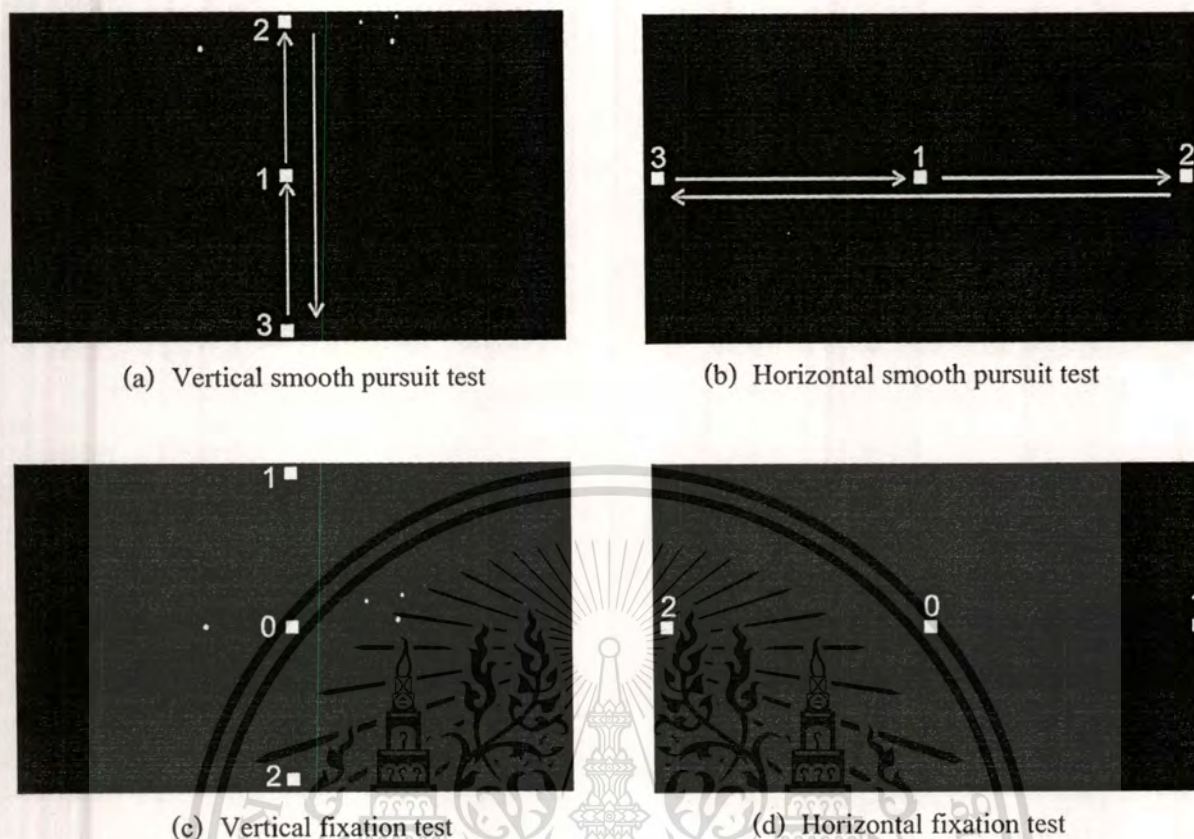 2
1
3
(a) Vertical smooth pursuit test
3 1 2
(b) Horizontal smooth pursuit test
1
0
2
(c) Vertical fixation test
2 0
(d) Horizontal fixation test